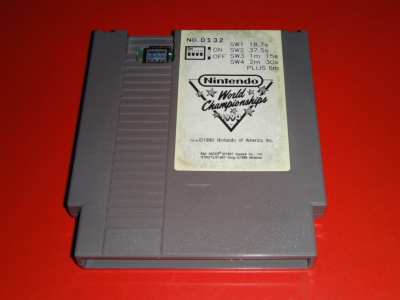 NO. 0132
ON
OFF
SW1 18.7s
SW2 37.5s
SW3 1m 15s
SW4 2m 30s
PLUS 5m
Nintendo
World
Championships
1990
©1990 Nintendo of America Inc.